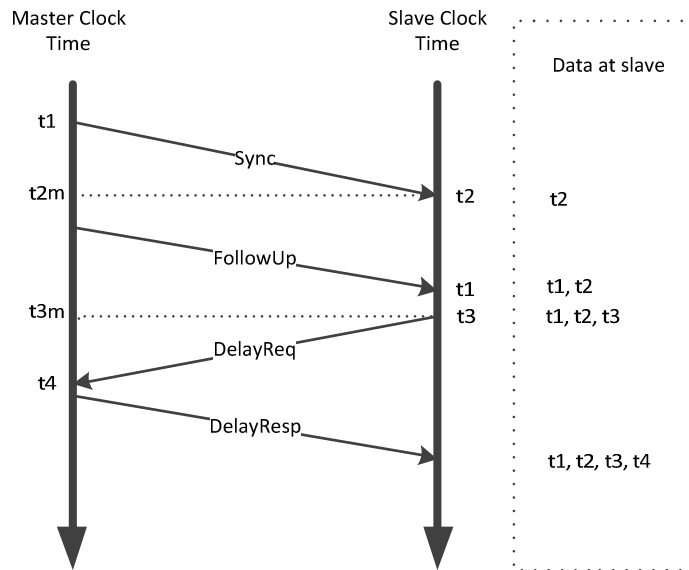 Master Clock
Time
Slave Clock
Time
Data at slave
t1
Sync
t2m
t2
t2
FollowUp
t1
t1, t2
t3m
t3
t1, t2, t3
DelayReq
t4
DelayResp
t1, t2, t3, t4